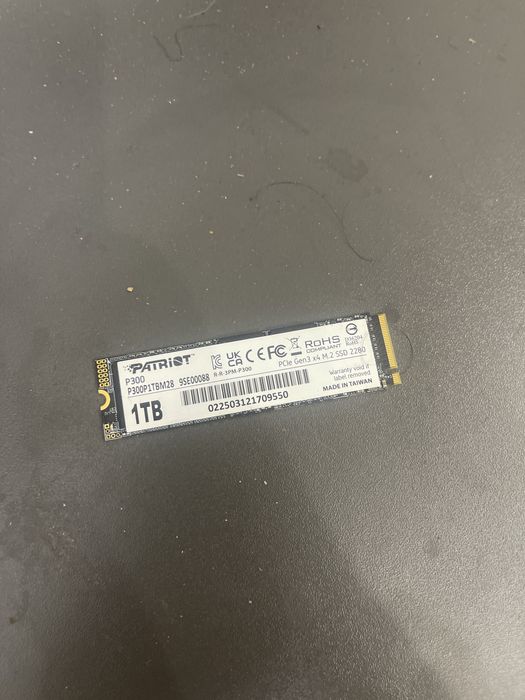 PATRIOT
P300
P300P1TBM28 95E00088
1TB
UK CA CE FC
R-R-3PM-P300
RoHS
COMPLIANT
PCIe Gen3 x4 M.2 SSD 2280
022503121709550
Warranty void if
label removed
MADE IN TAIWAN